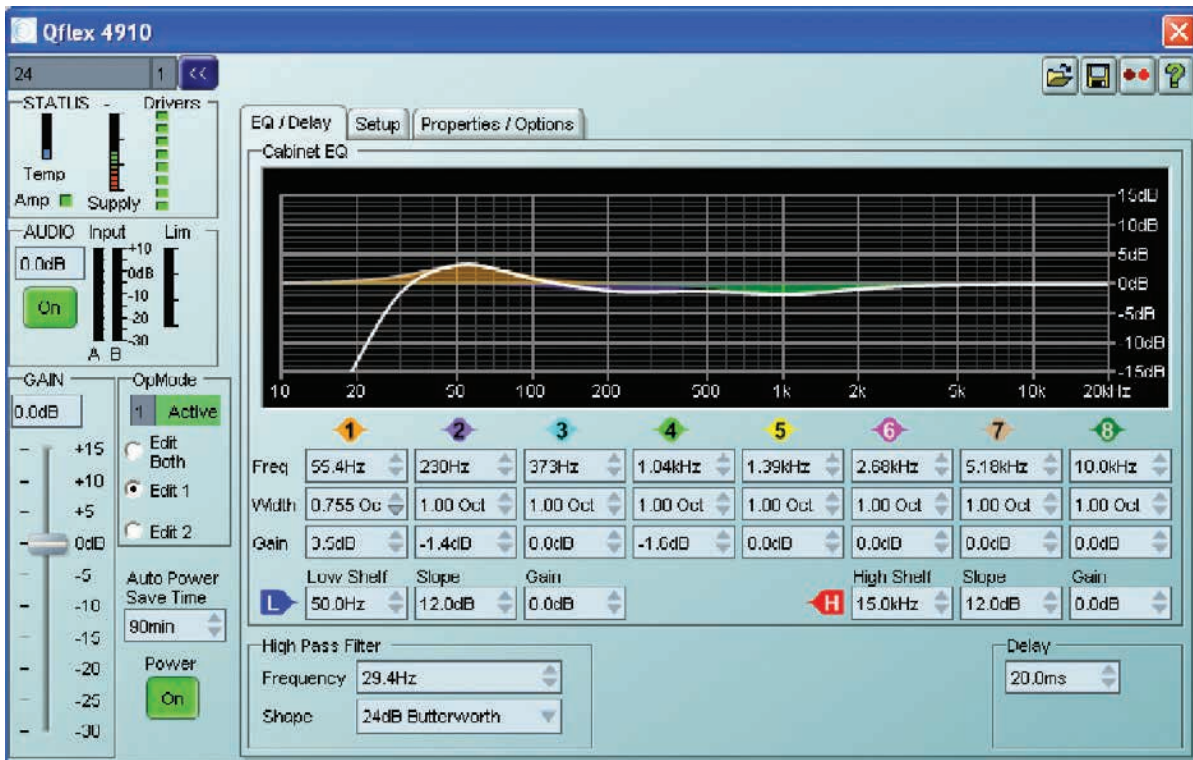 Qflex 4910
24 1 <<
STATUS - Drivers
Temp
Amp Supply
AUDIO Input Lim
0.0dB
On
+10
0dB
-10
-20
-30
A B
GAIN
0.0dB
+15
+10
+5
0dB
-5
-10
-15
-20
-25
-30
OpMode
1 Active
Edit Both
Edit 1
Edit 2
Auto Power
Save Time
90min
Power
On
EQ / Delay Setup Properties / Options
Cabinet EQ
15dB
10dB
5dB
0dB
-5dB
-10dB
-15dB
10 20 50 100 200 500 1k 2k 5k 10k 20kHz
1 2 3 4 5 6 7 8
Freq 55.4Hz 230Hz 373Hz 1.04kHz 1.39kHz 2.68kHz 5.18kHz 10.0kHz
Width 0.755 Oc 1.00 Oct 1.00 Oct 1.00 Oct 1.00 Oct 1.00 Oct 1.00 Oct 1.00 Oct
Gain 3.5dB -1.4dB 0.0dB -1.6dB 0.0dB 0.0dB 0.0dB 0.0dB
Low Shelf Slope Gain High Shelf Slope Gain
L 50.0Hz 12.0dB 0.0dB H 15.0kHz 12.0dB 0.0dB
High Pass Filter
Frequency 29.4Hz
Shape 24dB Butterworth
Delay
20.0ms